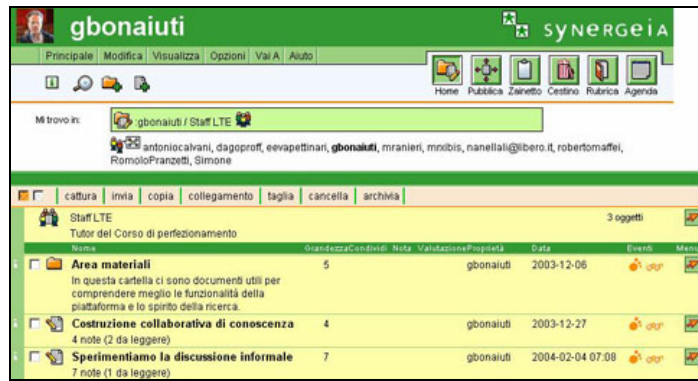 gbonaiuti
synergeia
Principale Modifica Visualizza Opzioni Vai A Aiuto
Home Pubblica Zainetto Cestino Rubrica Agenda
Mi trovo in: :gbonaiuti / Staff LTE
antoniocalvani, dagoproff, eevapettinari, gbonaiuti, mranieri, mrxibis, nanellali@libero.it, robertomaffei,
RomoloPranzetti, Simone
cattura invia copia collegamento taglia cancella archivia
Staff LTE 3 oggetti
Tutor del Corso di perfezionamento
Nome Grandezza Condividi Nota Valutazione Proprietà Data Eventi Menu
Area materiali 5 gbonaiuti 2003-12-06
In questa cartella ci sono documenti utili per
comprendere meglio le funzionalità della
piattaforma e lo spirito della ricerca.
Costruzione collaborativa di conoscenza 4 gbonaiuti 2003-12-27
4 note (2 da leggere)
Sperimentiamo la discussione informale 7 gbonaiuti 2004-02-04 07:08
7 note (1 da leggere)